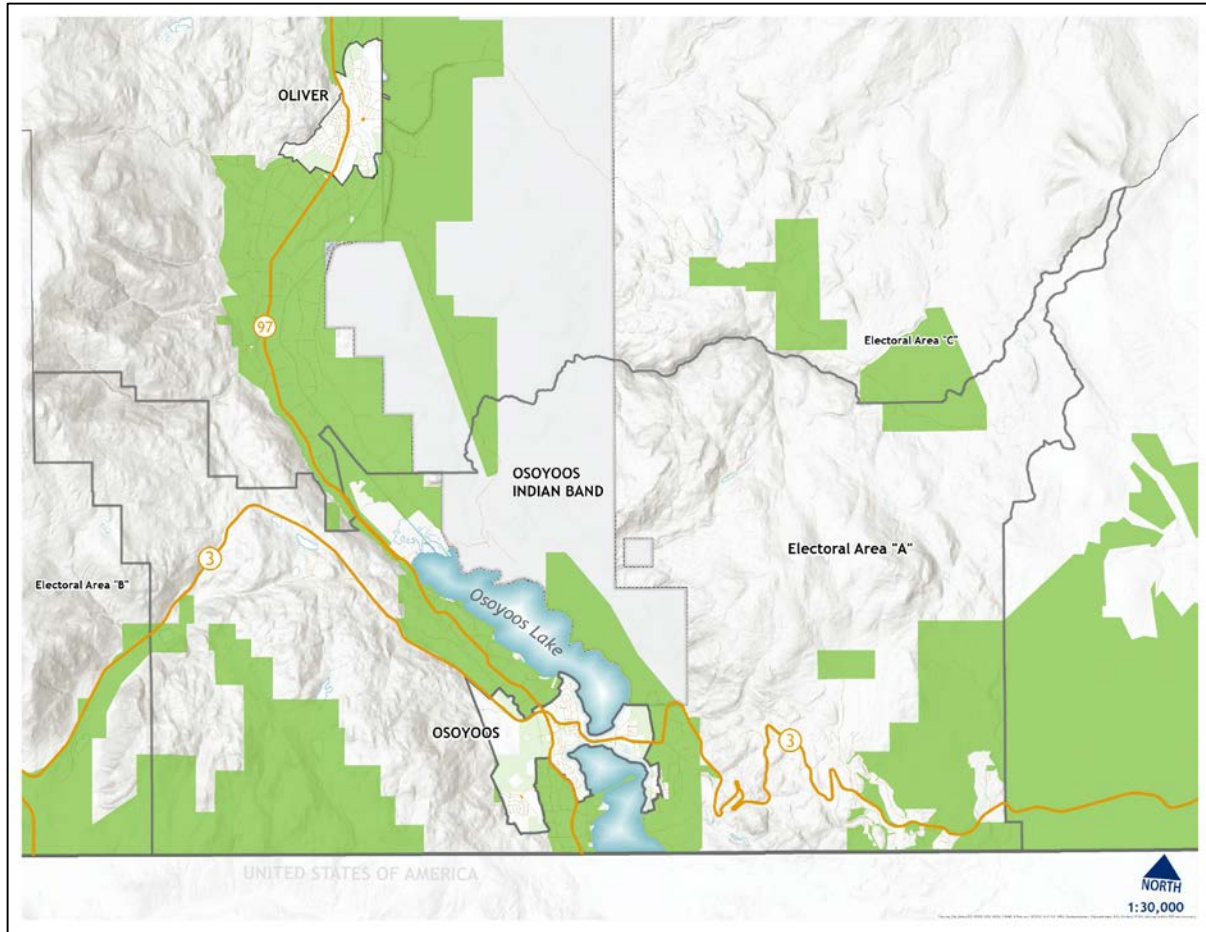 OLIVER
97
Electoral Area "C"
OSOYOOS
INDIAN BAND
Electoral Area "A"
3
Electoral Area "B"
Osoyoos Lake
OSOYOOS
3
UNITED STATES OF AMERICA
NORTH
1:30,000